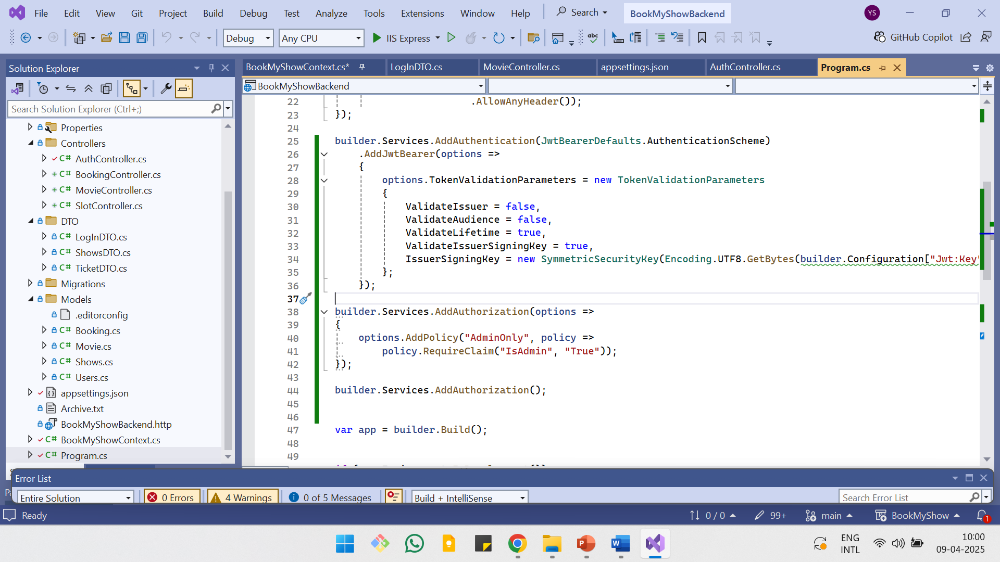 File Edit View Git Project Build Debug Test Analyze Tools Extensions Window Help Search BookMyShowBackend YS
Debug Any CPU IIS Express abc GitHub Copilot
Solution Explorer
Search Solution Explorer (Ctrl+;)
Properties
Controllers
C# AuthController.cs
C# BookingController.cs
C# MovieController.cs
C# SlotController.cs
DTO
C# LogInDTO.cs
C# ShowsDTO.cs
C# TicketDTO.cs
Migrations
Models
.editorconfig
C# Booking.cs
C# Movie.cs
C# Shows.cs
C# Users.cs
appsettings.json
Archive.txt
BookMyShowBackend.http
C# BookMyShowContext.cs
C# Program.cs
BookMyShowContext.cs* LogInDTO.cs MovieController.cs appsettings.json AuthController.cs Program.cs
BookMyShowBackend
22 .AllowAnyHeader());
23 });
24
25 builder.Services.AddAuthentication(JwtBearerDefaults.AuthenticationScheme)
26 .AddJwtBearer(options =>
27 {
28 options.TokenValidationParameters = new TokenValidationParameters
29 {
30 ValidateIssuer = false,
31 ValidateAudience = false,
32 ValidateLifetime = true,
33 ValidateIssuerSigningKey = true,
34 IssuerSigningKey = new SymmetricSecurityKey(Encoding.UTF8.GetBytes(builder.Configuration["Jwt:Key"
35 };
36 });
37
38 builder.Services.AddAuthorization(options =>
39 {
40 options.AddPolicy("AdminOnly", policy =>
41 policy.RequireClaim("IsAdmin", "True"));
42 });
43
44 builder.Services.AddAuthorization();
45
46
47 var app = builder.Build();
48
49
Error List
Entire Solution 0 Errors 4 Warnings 0 of 5 Messages Build + IntelliSense Search Error List
Ready 0 / 0 99+ main BookMyShow 1
ENG
INTL
10:00
09-04-2025